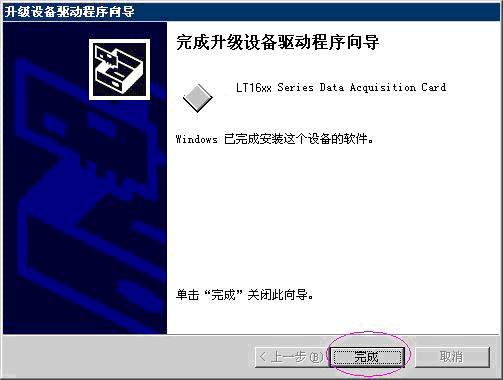 升级设备驱动程序向导
完成升级设备驱动程序向导
LT16xx Series Data Acquisition Card
Windows 已完成安装这个设备的软件。
单击“完成”关闭此向导。
< 上一步(B) 完成 取消